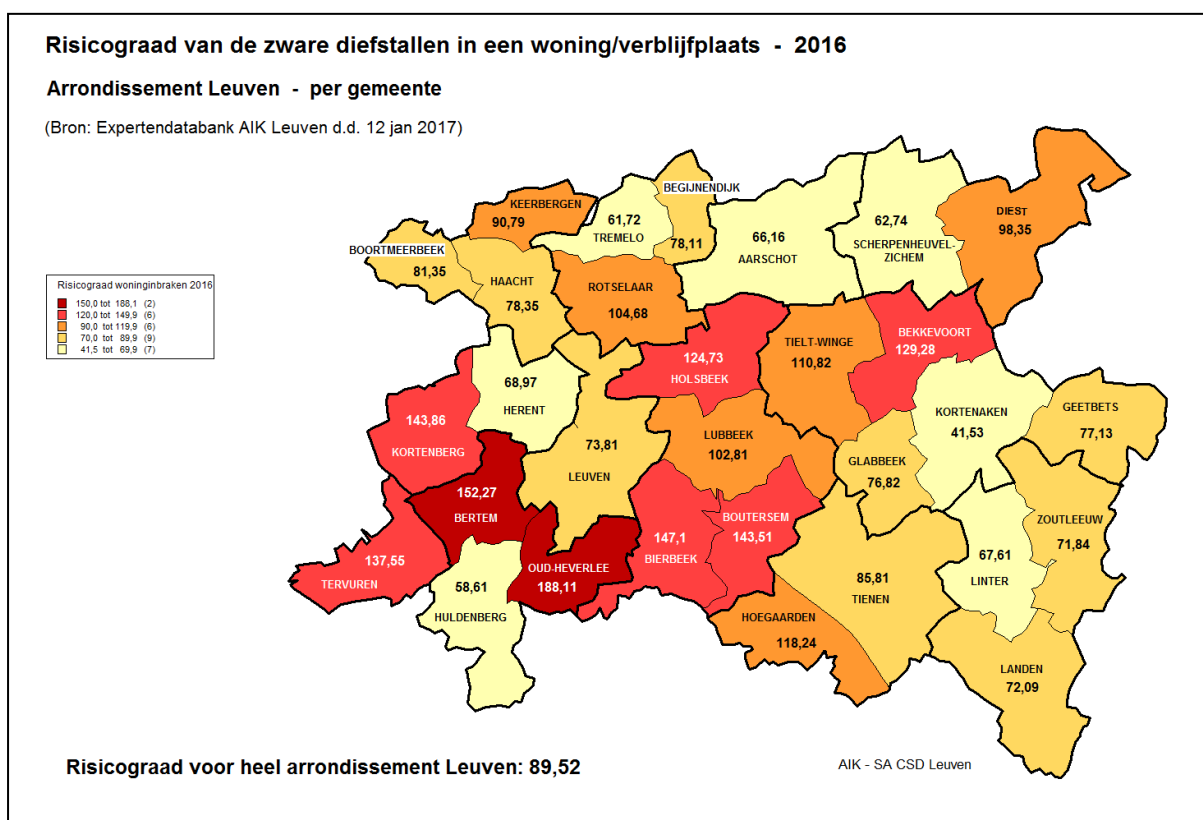 Risicograad van de zware diefstallen in een woning/verblijfplaats - 2016
Arrondissement Leuven - per gemeente
(Bron: Expertendatabank AIK Leuven d.d. 12 jan 2017)
Risicograad woninginbraken 2016
150,0 tot 188,1 (2)
120,0 tot 149,9 (6)
90,0 tot 119,9 (6)
70,0 tot 89,9 (9)
41,5 tot 69,9 (7)
KEERBERGEN
90,79
61,72
TREMELO
BEGIJNENDIJK
78,11
66,16
AARSCHOT
62,74
SCHERPENHEUVEL-
ZICHEM
DIEST
98,35
BOORTMEERBEEK
81,35
HAACHT
78,35
ROTSELAAR
104,68
124,73
HOLSBEEK
TIELT-WINGE
110,82
BEKKEVOORT
129,28
68,97
HERENT
143,86
KORTENBERG
73,81
LEUVEN
LUBBEEK
102,81
GLABBEEK
76,82
KORTENAKEN
41,53
GEETBETS
77,13
152,27
BERTEM
137,55
TERVUREN
58,61
HULDENBERG
OUD-HEVERLEE
188,11
147,1
BIERBEEK
BOUTERSEM
143,51
85,81
TIENEN
67,61
LINTER
ZOUTLEEUW
71,84
HOEGAARDEN
118,24
LANDEN
72,09
Risicograad voor heel arrondissement Leuven: 89,52
AIK - SA CSD Leuven